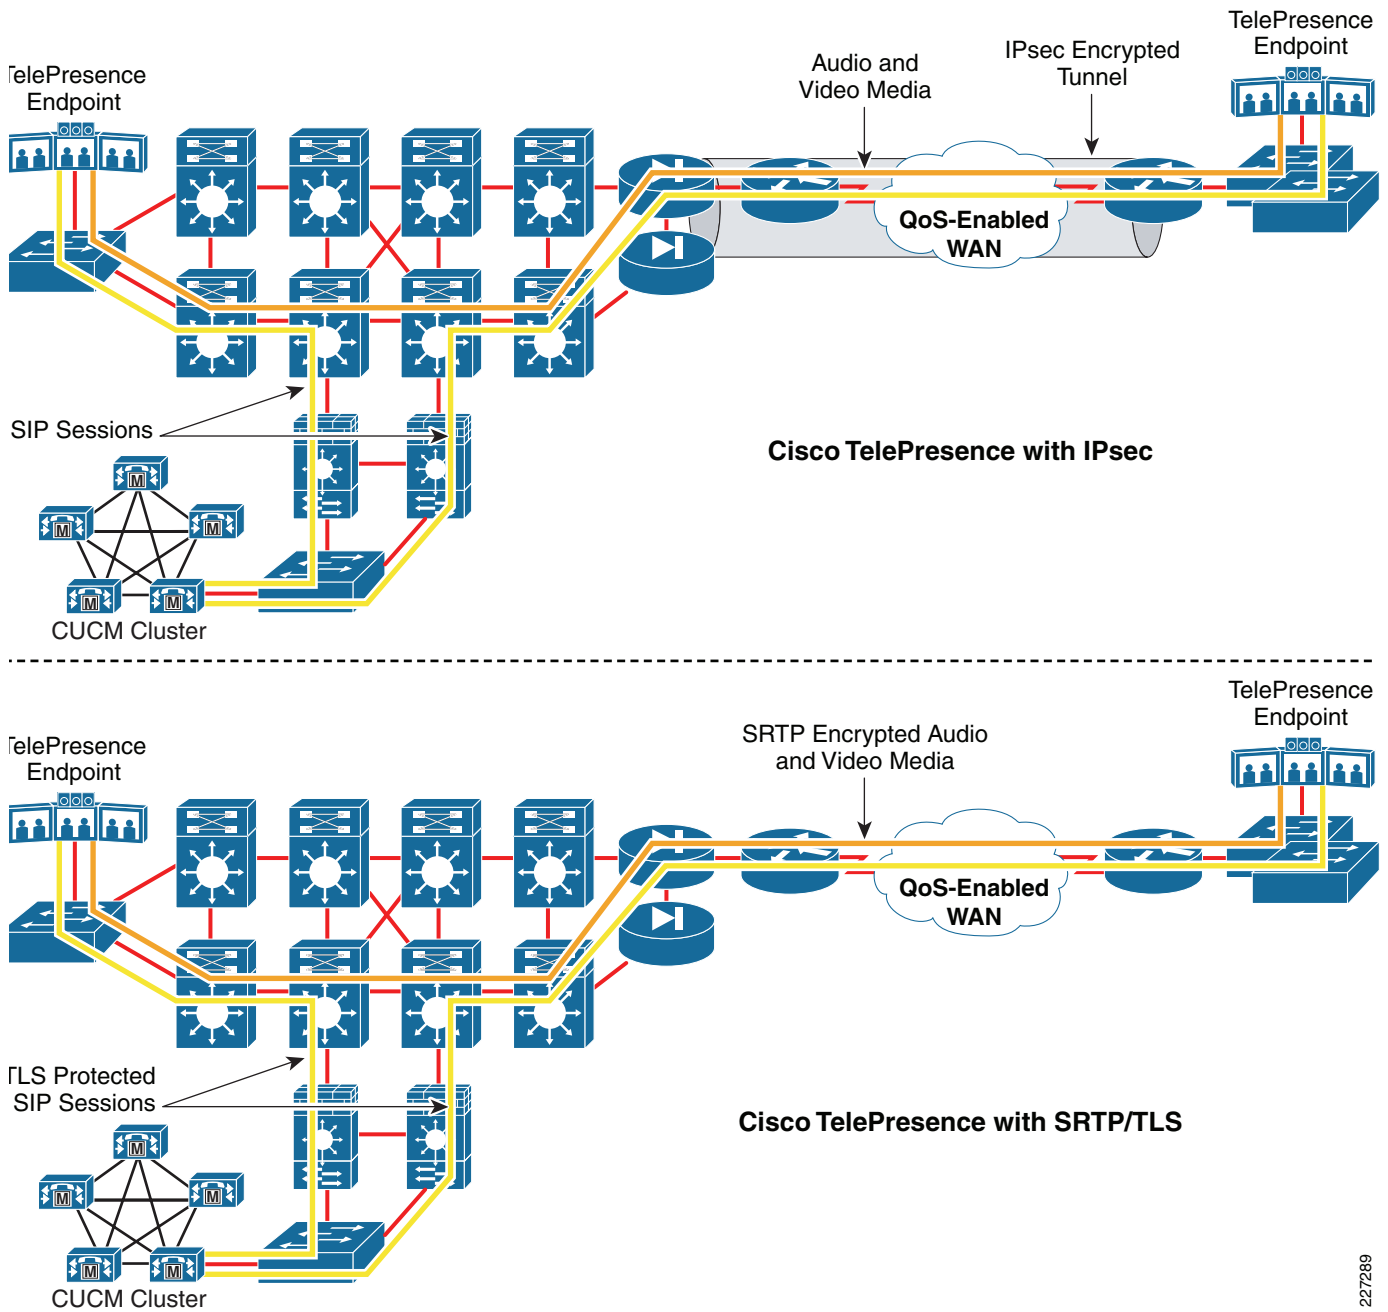 TelePresence
Endpoint
Audio and
Video Media
IPsec Encrypted
Tunnel
TelePresence
Endpoint
QoS-Enabled
WAN
SIP Sessions
Cisco TelePresence with IPsec
M
M
M
M
M
CUCM Cluster
TelePresence
Endpoint
SRTP Encrypted Audio
and Video Media
TelePresence
Endpoint
QoS-Enabled
WAN
TLS Protected
SIP Sessions
Cisco TelePresence with SRTP/TLS
M
M
M
M
M
CUCM Cluster
227289